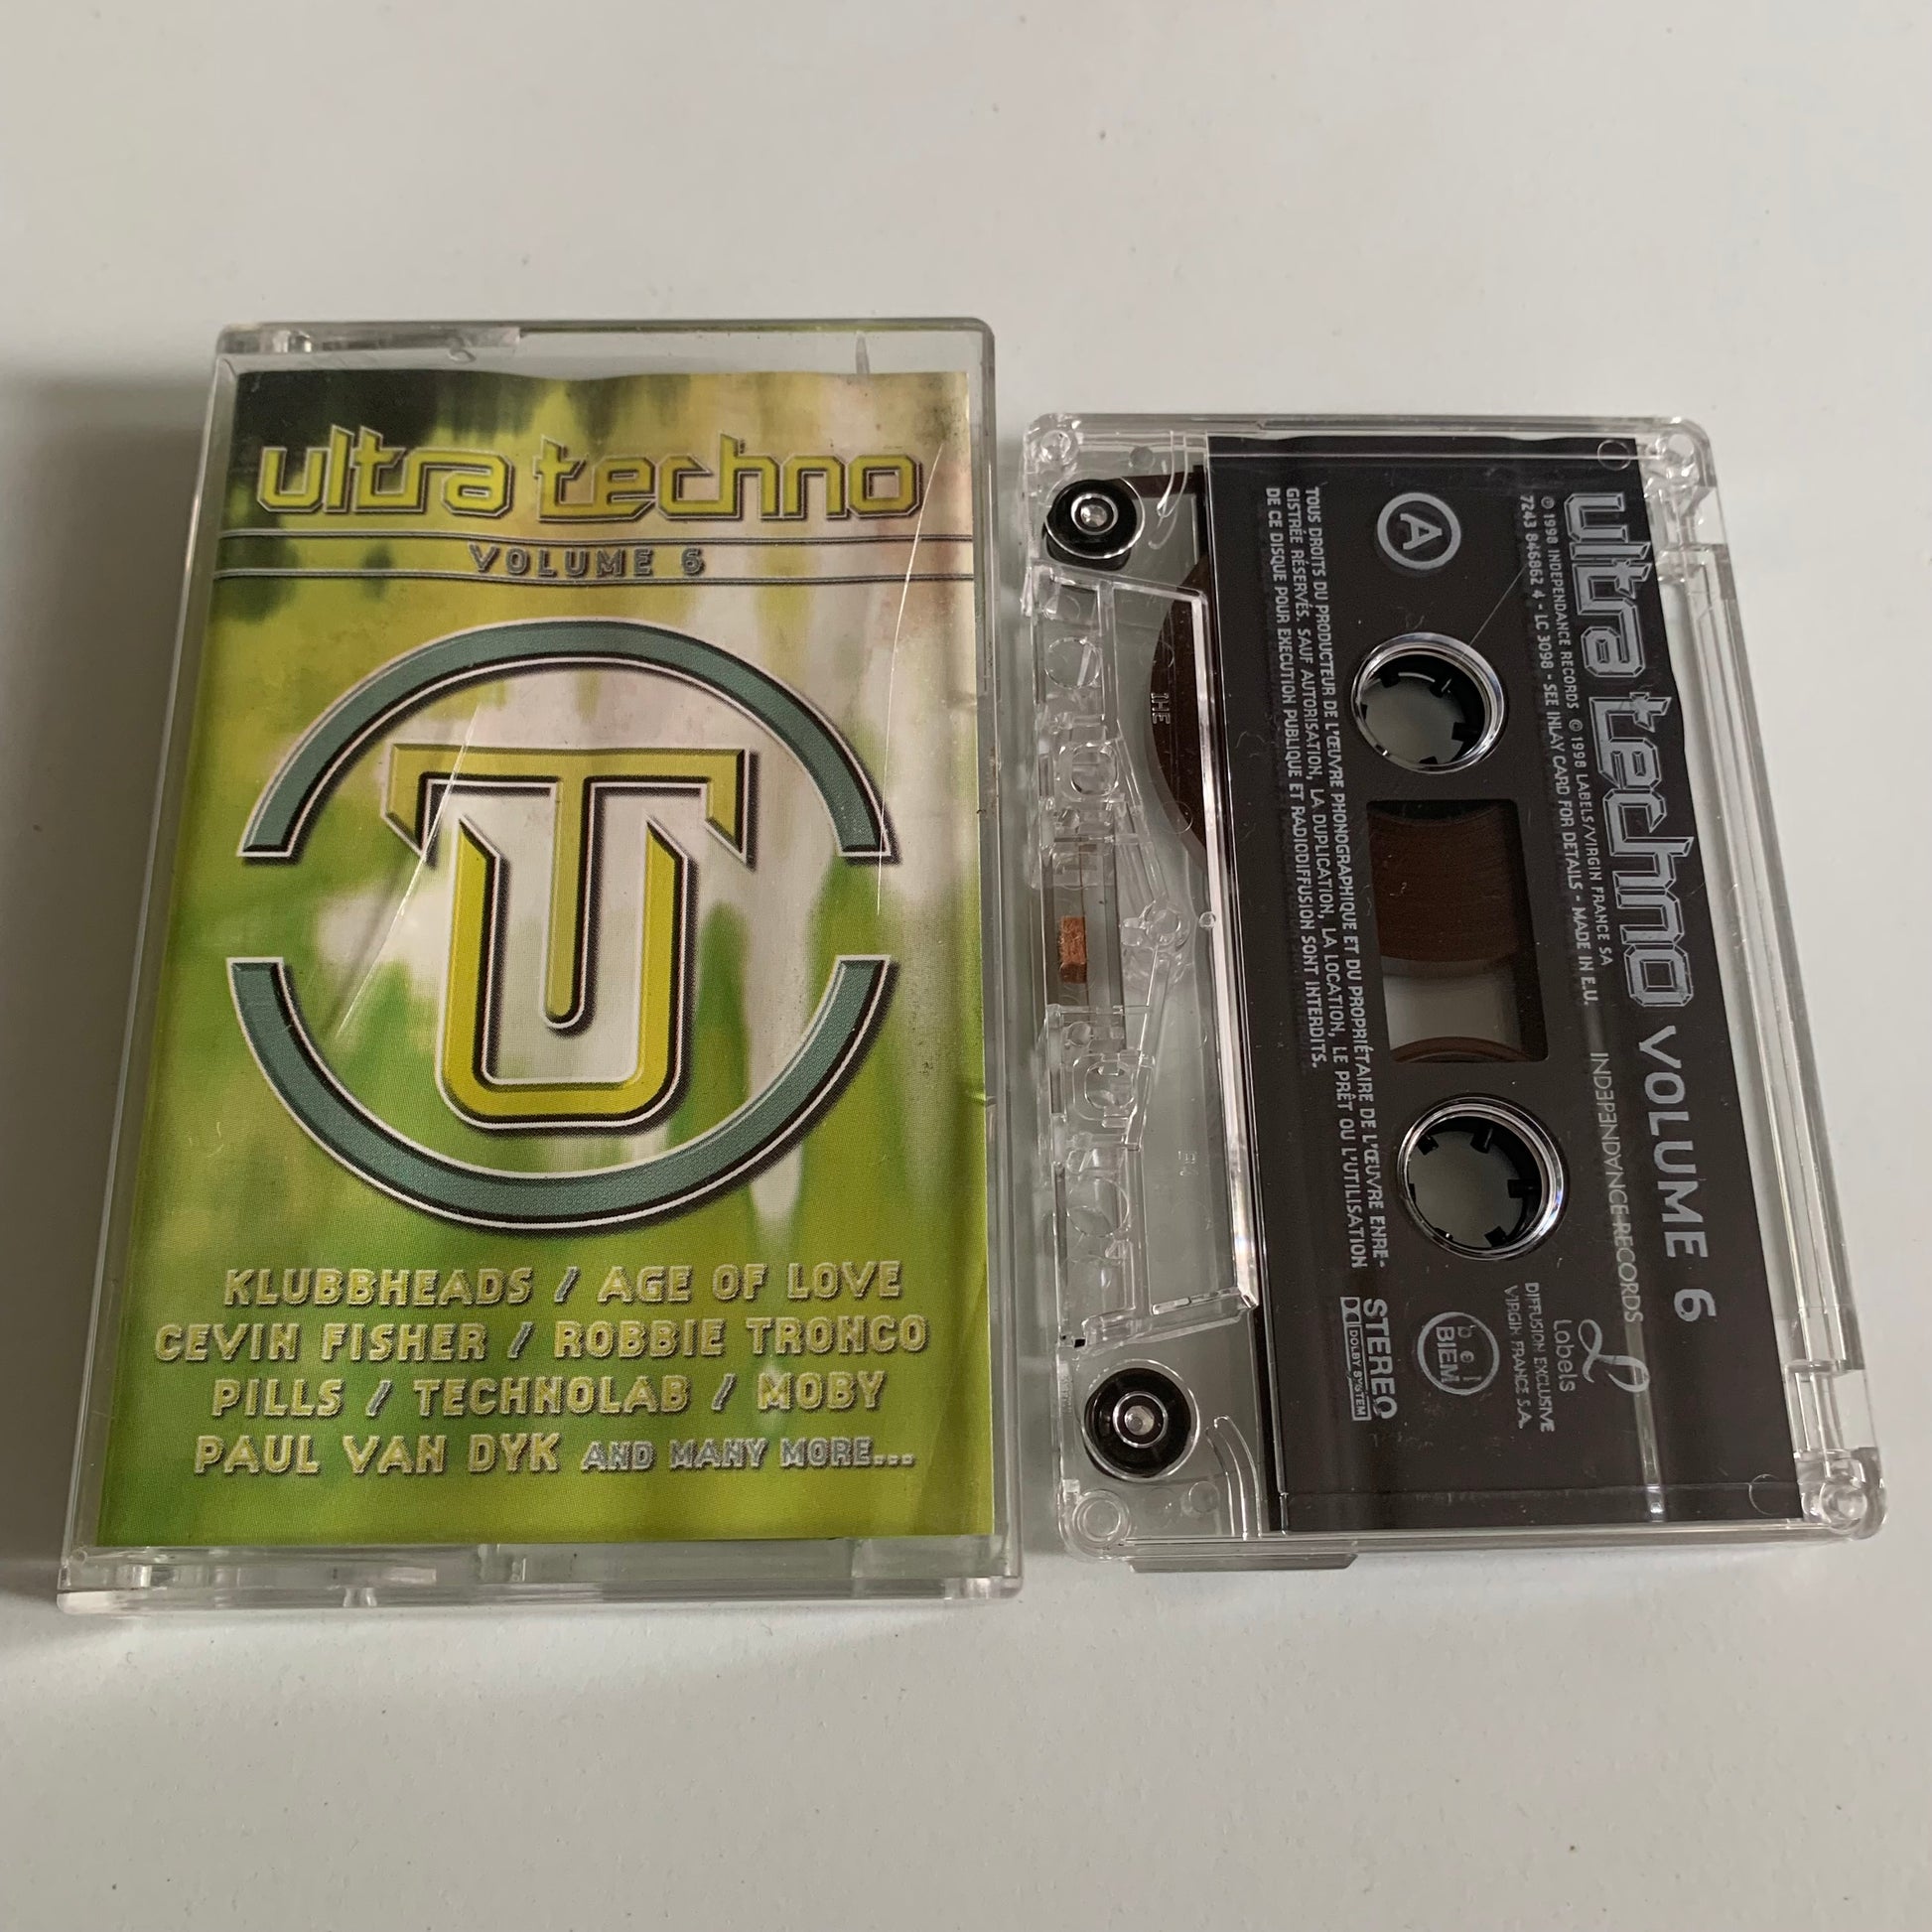 ultra techno
VOLUME 6
KLUBBHEADS / AGE OF LOVE
CEVIN FISHER / ROBBIE TRONCO
PILLS / TECHNOLAB / MOBY
PAUL VAN DYK AND MANY MORE...
ultra techno VOLUME 6
℗ 1998 INDEPENDANCE RECORDS © 1998 LABELS/VIRGIN FRANCE SA
7243 846862 4 - LC 3098 - SEE INLAY CARD FOR DETAILS - MADE IN E.U.
INDEPENDANCE RECORDS
Labels
DIFFUSION EXCLUSIVE
VIRGIN FRANCE S.A.
A
bel
BIEM
STEREO
DOLBY SYSTEM
TOUS DROITS DU PRODUCTEUR DE L'ŒUVRE PHONOGRAPHIQUE ET DU PROPRIÉTAIRE DE L'ŒUVRE ENRE-
GISTRÉE RÉSERVÉS. SAUF AUTORISATION, LA DUPLICATION, LA LOCATION, LE PRÊT OU L'UTILISATION
DE CE DISQUE POUR EXECUTION PUBLIQUE ET RADIODIFFUSION SONT INTERDITS.